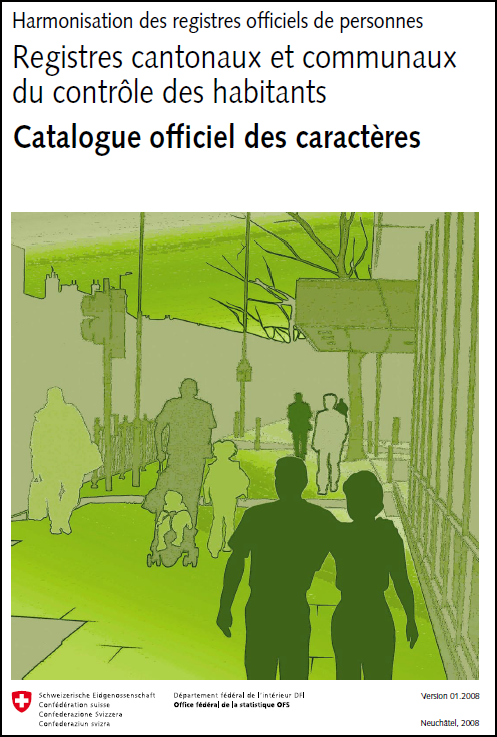 Harmonisation des registres officiels de personnes
Registres cantonaux et communaux
du contrôle des habitants
Catalogue officiel des caractères
Schweizerische Eidgenossenschaft
Confédération suisse
Confederazione Svizzera
Confederaziun svizra
Département fédéral de l'intérieur DFI
Office fédéral de la statistique OFS
Version 01.2008
Neuchâtel, 2008